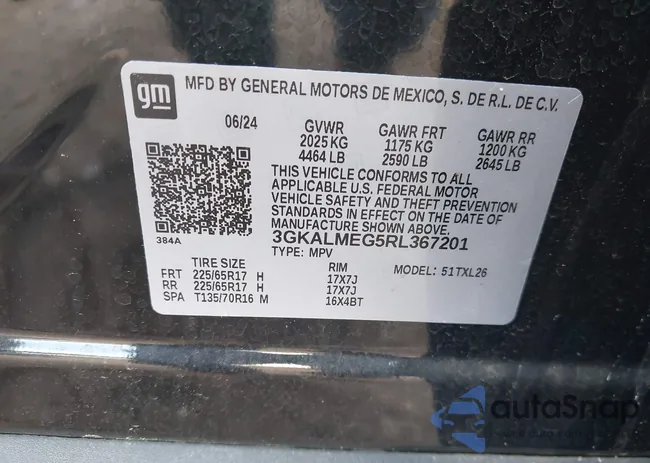 gm
MFD BY GENERAL MOTORS DE MEXICO, S. DE R.L. DE C.V.
06/24 GVWR GAWR FRT GAWR RR
2025 KG 1175 KG 1200 KG
4464 LB 2590 LB 2645 LB
THIS VEHICLE CONFORMS TO ALL
APPLICABLE U.S. FEDERAL MOTOR
VEHICLE SAFETY AND THEFT PREVENTION
STANDARDS IN EFFECT ON THE DATE OF
MANUFACTURE SHOWN ABOVE.
3GKALMEG5RL367201
384A
TYPE: MPV MODEL: 51TXL26
TIRE SIZE RIM
FRT 225/65R17 H 17X7J
RR 225/65R17 H 17X7J
SPA T135/70R16 M 16X4BT
autoSnap